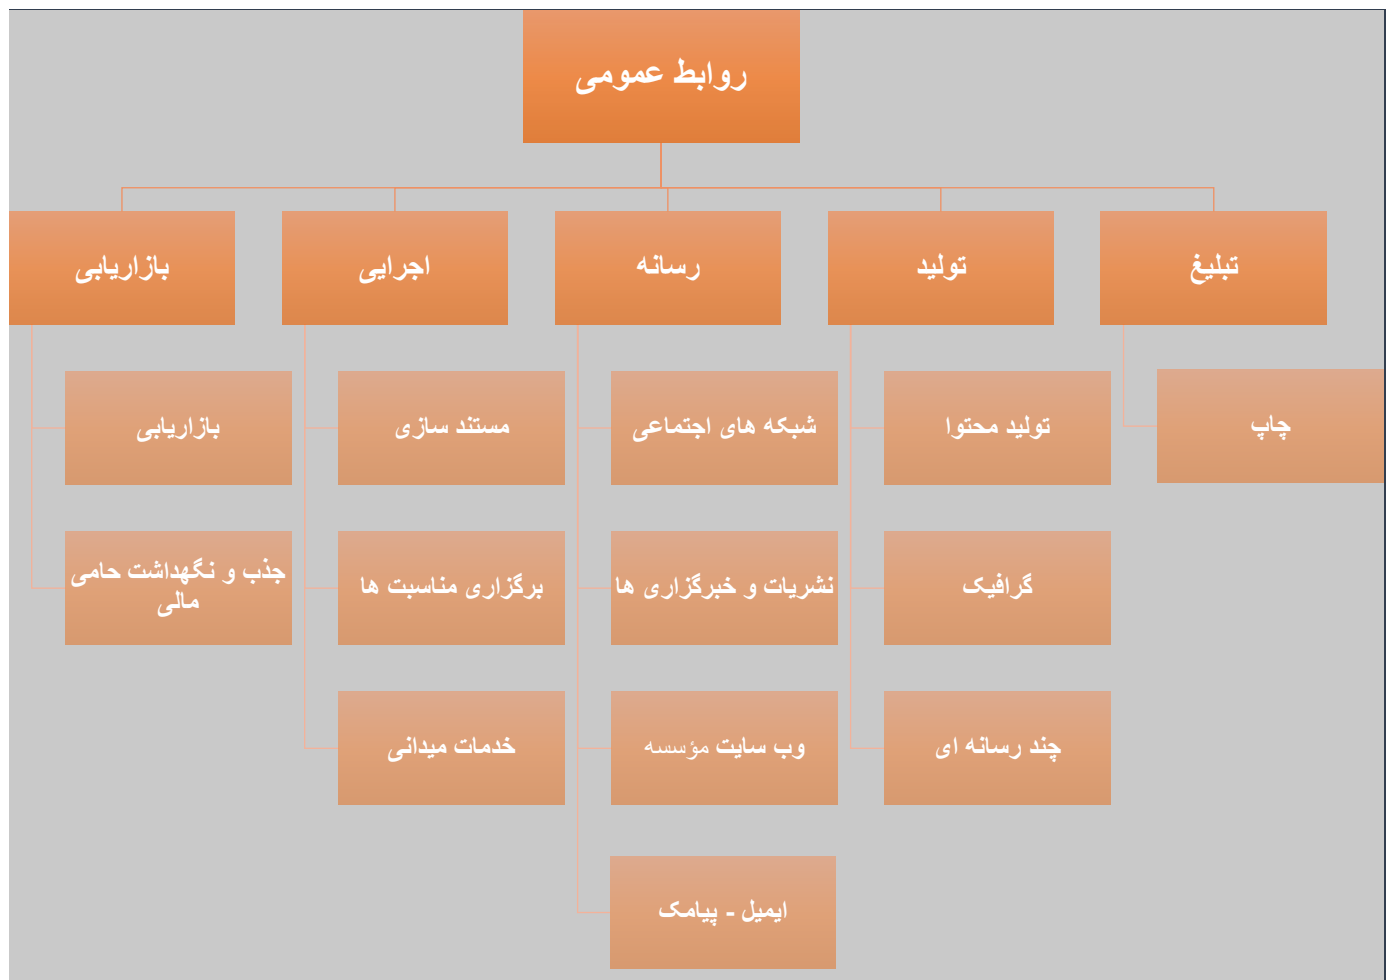 روابط عمومی
تبلیغ
تولید
رسانه
اجرایی
بازاریابی
چاپ
تولید محتوا
شبکه های اجتماعی
مستند سازی
بازاریابی
گرافیک
نشریات و خبرگزاری ها
برگزاری مناسبت ها
جذب و نگهداشت حامی
مالی
چند رسانه ای
وب سایت مؤسسه
خدمات میدانی
ایمیل - پیامک